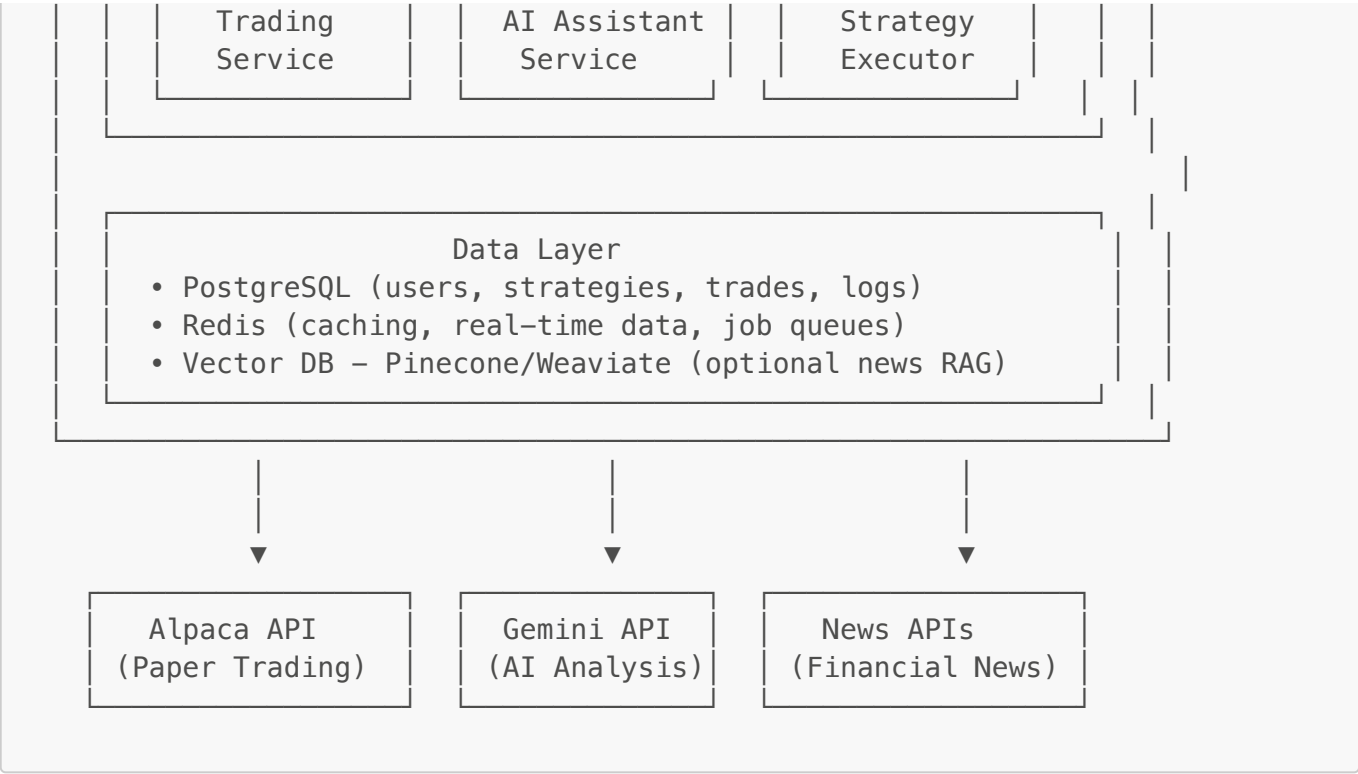 Trading AI Assistant Strategy
Service Service Executor
Data Layer
• PostgreSQL (users, strategies, trades, logs)
• Redis (caching, real-time data, job queues)
• Vector DB - Pinecone/Weaviate (optional news RAG)
Alpaca API Gemini API News APIs
(Paper Trading) (AI Analysis) (Financial News)